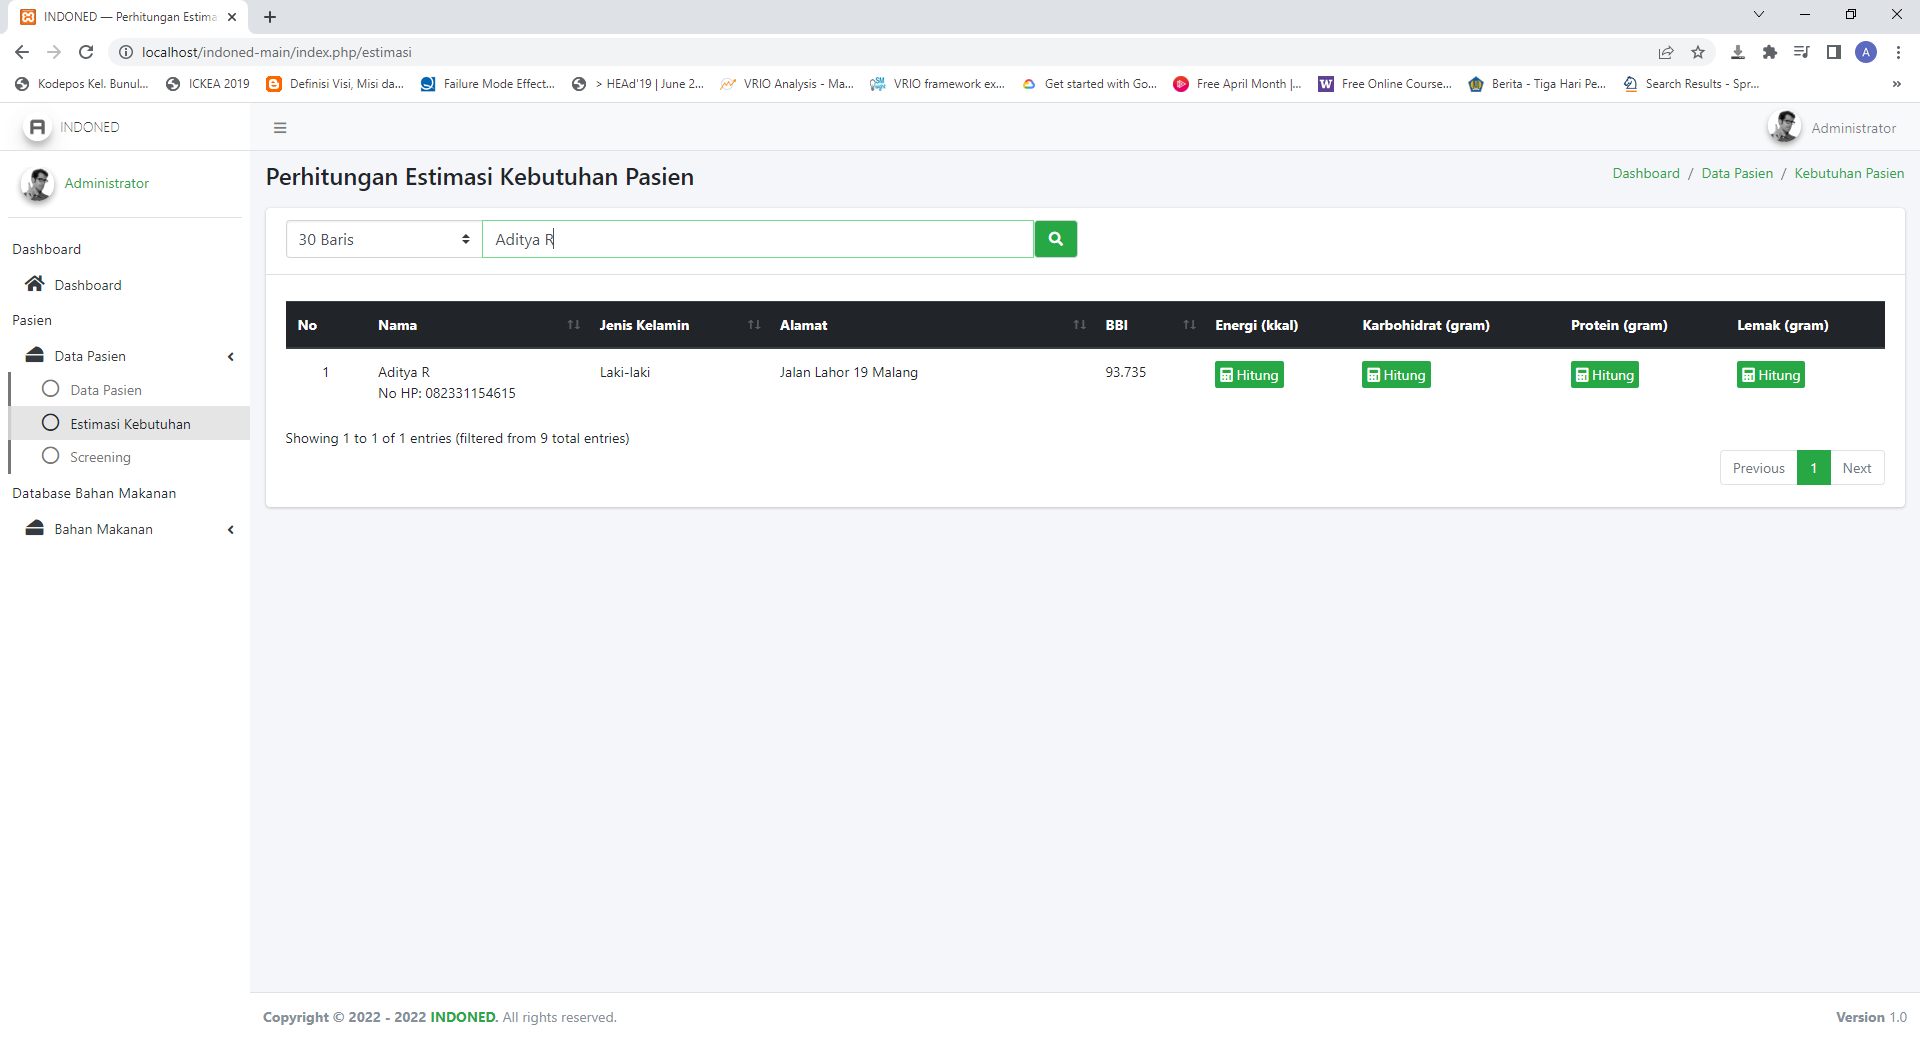 INDONED — Perhitungan Estima
localhost/indoned-main/index.php/estimasi
A
Kodepos Kel. Bunul...
ICKEA 2019
Definisi Visi, Misi da...
Failure Mode Effect...
> HEAd'19 | June 2...
VRIO Analysis - Ma...
VRIO framework ex...
Get started with Go...
Free April Month |...
Free Online Course...
Berita - Tiga Hari Pe...
Search Results - Spr...
»
INDONED
Administrator
Administrator
Dashboard
Dashboard
Pasien
Data Pasien
Data Pasien
Estimasi Kebutuhan
Screening
Database Bahan Makanan
Bahan Makanan
Perhitungan Estimasi Kebutuhan Pasien
Dashboard / Data Pasien / Kebutuhan Pasien
30 Baris
Aditya R
No Nama Jenis Kelamin Alamat BBI Energi (kkal) Karbohidrat (gram) Protein (gram) Lemak (gram)
1 Aditya R Laki-laki Jalan Lahor 19 Malang 93.735 Hitung Hitung Hitung Hitung
No HP: 082331154615
Showing 1 to 1 of 1 entries (filtered from 9 total entries)
Previous 1 Next
Copyright © 2022 - 2022 INDONED. All rights reserved.
Version 1.0